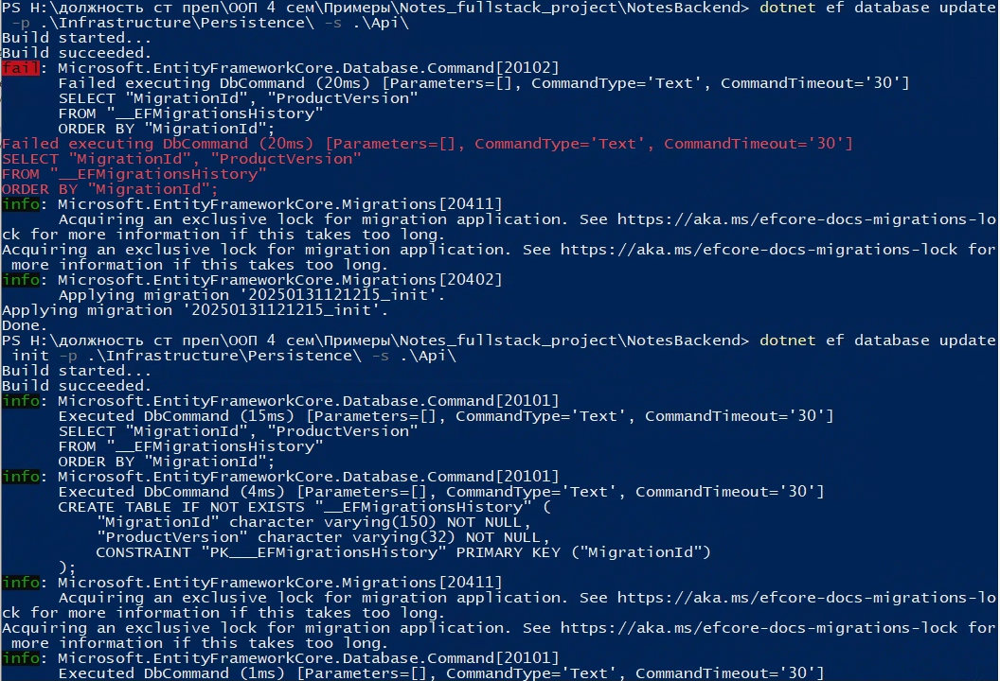 PS H:\должность ст преп\ООП 4 сем\Примеры\Notes_fullstack_project\NotesBackend> dotnet ef database update
 -p .\Infrastructure\Persistence\ -s .\Api\
Build started...
Build succeeded.
fail: Microsoft.EntityFrameworkCore.Database.Command[20102]
      Failed executing DbCommand (20ms) [Parameters=[], CommandType='Text', CommandTimeout='30']
      SELECT "MigrationId", "ProductVersion"
      FROM "__EFMigrationsHistory"
      ORDER BY "MigrationId";
Failed executing DbCommand (20ms) [Parameters=[], CommandType='Text', CommandTimeout='30']
SELECT "MigrationId", "ProductVersion"
FROM "__EFMigrationsHistory"
ORDER BY "MigrationId";
info: Microsoft.EntityFrameworkCore.Migrations[20411]
      Acquiring an exclusive lock for migration application. See https://aka.ms/efcore-docs-migrations-lo
ck for more information if this takes too long.
Acquiring an exclusive lock for migration application. See https://aka.ms/efcore-docs-migrations-lock for
 more information if this takes too long.
info: Microsoft.EntityFrameworkCore.Migrations[20402]
      Applying migration '20250131121215_init'.
Applying migration '20250131121215_init'.
Done.
PS H:\должность ст преп\ООП 4 сем\Примеры\Notes_fullstack_project\NotesBackend> dotnet ef database update
 init -p .\Infrastructure\Persistence\ -s .\Api\
Build started...
Build succeeded.
info: Microsoft.EntityFrameworkCore.Database.Command[20101]
      Executed DbCommand (15ms) [Parameters=[], CommandType='Text', CommandTimeout='30']
      SELECT "MigrationId", "ProductVersion"
      FROM "__EFMigrationsHistory"
      ORDER BY "MigrationId";
info: Microsoft.EntityFrameworkCore.Database.Command[20101]
      Executed DbCommand (4ms) [Parameters=[], CommandType='Text', CommandTimeout='30']
      CREATE TABLE IF NOT EXISTS "__EFMigrationsHistory" (
          "MigrationId" character varying(150) NOT NULL,
          "ProductVersion" character varying(32) NOT NULL,
          CONSTRAINT "PK___EFMigrationsHistory" PRIMARY KEY ("MigrationId")
      );
info: Microsoft.EntityFrameworkCore.Migrations[20411]
      Acquiring an exclusive lock for migration application. See https://aka.ms/efcore-docs-migrations-lo
ck for more information if this takes too long.
Acquiring an exclusive lock for migration application. See https://aka.ms/efcore-docs-migrations-lock for
 more information if this takes too long.
info: Microsoft.EntityFrameworkCore.Database.Command[20101]
      Executed DbCommand (1ms) [Parameters=[], CommandType='Text', CommandTimeout='30']